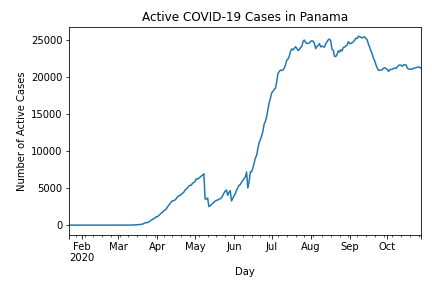 Active COVID-19 Cases in Panama
Number of Active Cases
25000
20000
15000
10000
5000
0
Feb Mar Apr May Jun Jul Aug Sep Oct
2020
Day